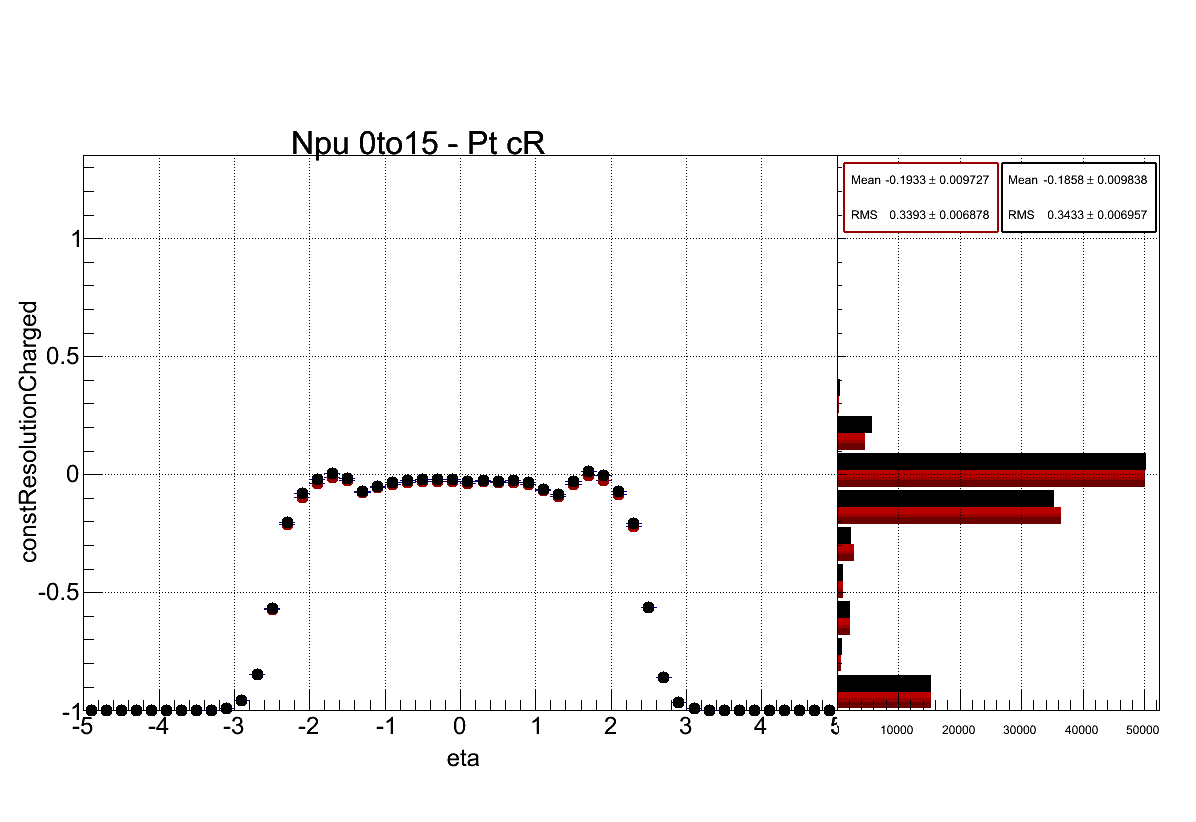 Npu 0to15 - Pt cR
Mean -0.1933 ± 0.009727
RMS 0.3393 ± 0.006878
Mean -0.1858 ± 0.009838
RMS 0.3433 ± 0.006957
constResolutionCharged
1
0.5
0
-0.5
-1
-5 -4 -3 -2 -1 0 1 2 3 4
eta
10000 20000 30000 40000 50000